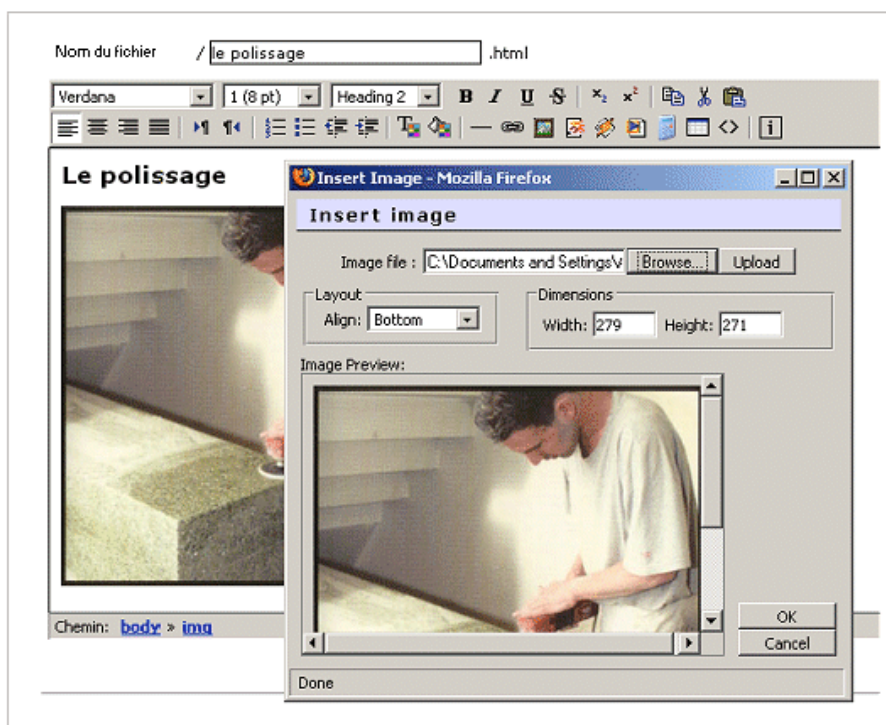 Nom du fichier / le polissage .html
Verdana 1 (8 pt) Heading 2 B I U S x₂ x²
Le polissage
Insert Image - Mozilla Firefox
Insert image
Image file : C:\Documents and Settings\ Browse... Upload
Layout
Align: Bottom
Dimensions
Width: 279 Height: 271
Image Preview:
OK
Cancel
Chemin: body » img
Done